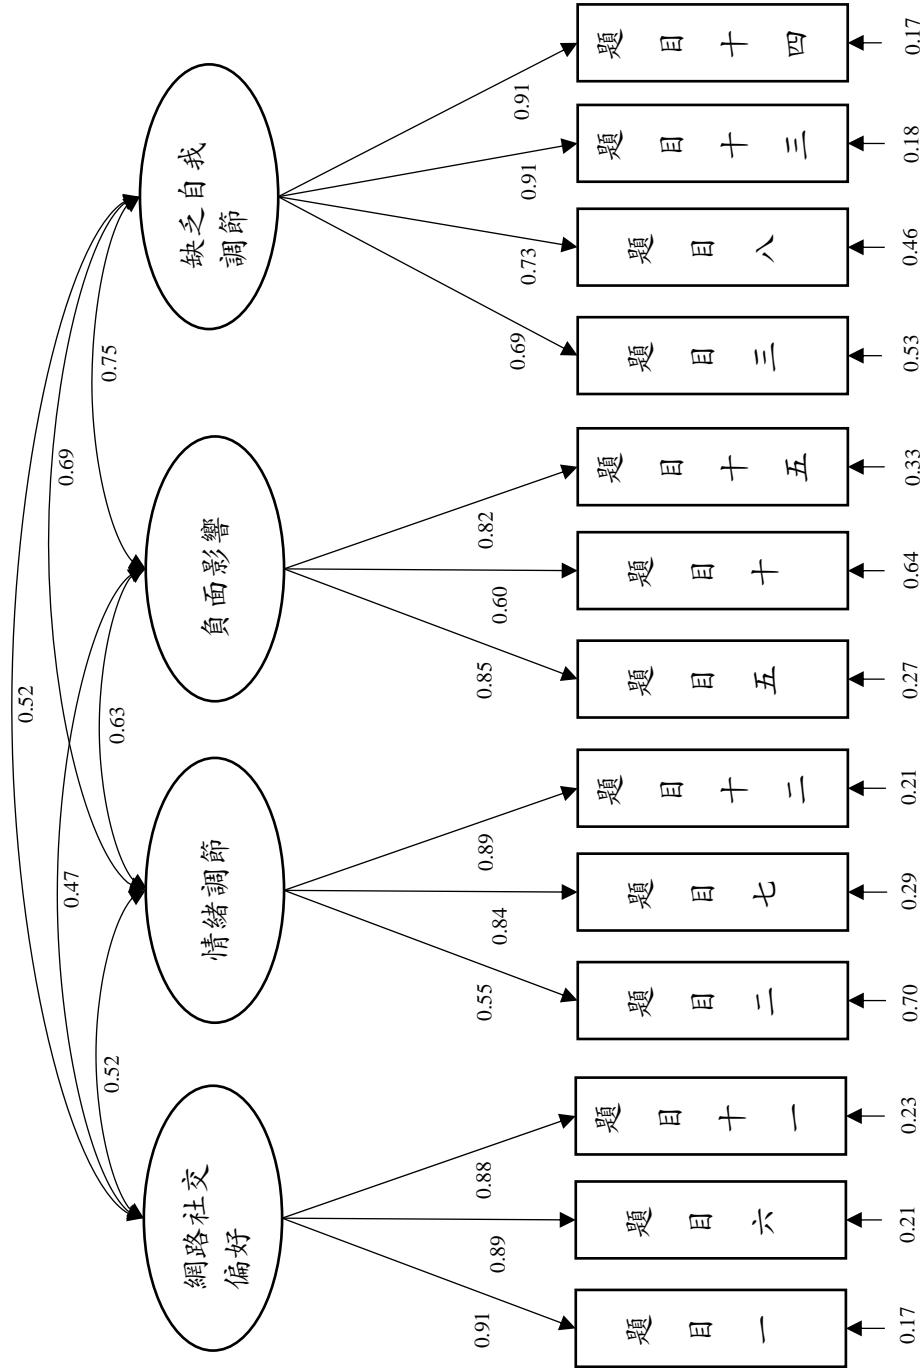 0.52
0.47
0.69
0.52
0.63
0.75
網路社交
偏好
情緒調節
負面影響
缺乏自我
調節
0.91
0.89
0.88
0.55
0.84
0.89
0.85
0.60
0.82
0.69
0.73
0.91
0.91
題目一
題目六
題目十一
題目二
題目七
題目十二
題目五
題目十
題目十五
題目三
題目八
題目十三
題目十四
0.17
0.21
0.23
0.70
0.29
0.21
0.27
0.64
0.33
0.53
0.46
0.18
0.17